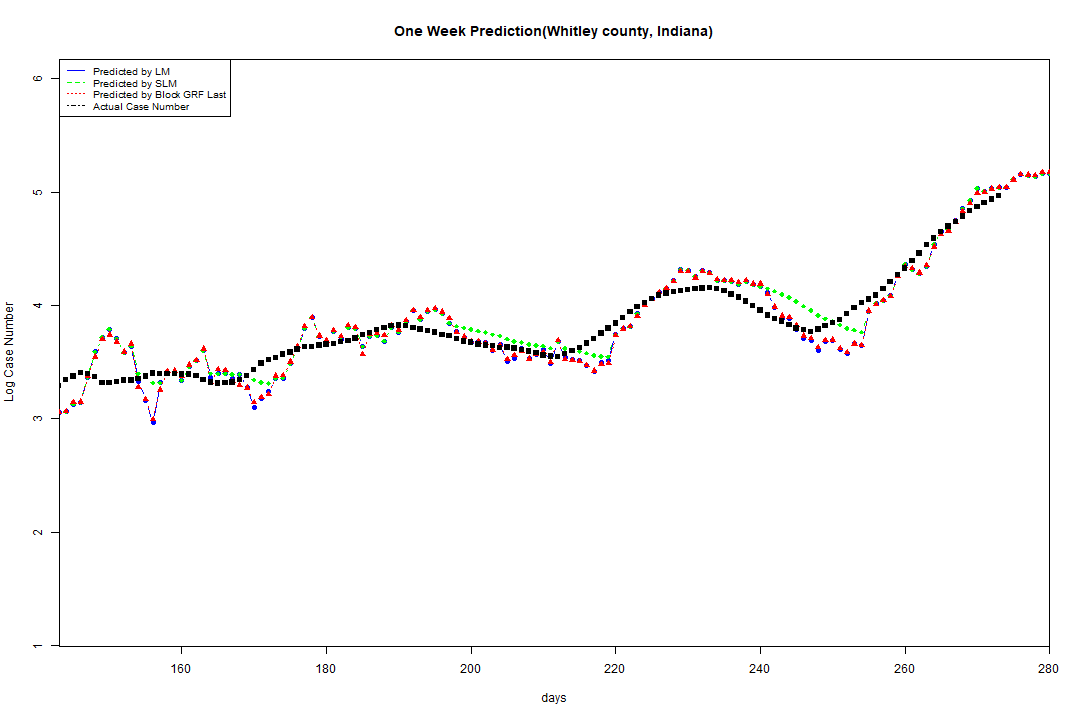 One Week Prediction(Whitley county, Indiana)
Predicted by LM
Predicted by SLM
Predicted by Block GRF Last
Actual Case Number
6
5
4
3
2
1
Log Case Number
160 180 200 220 240 260 280
days